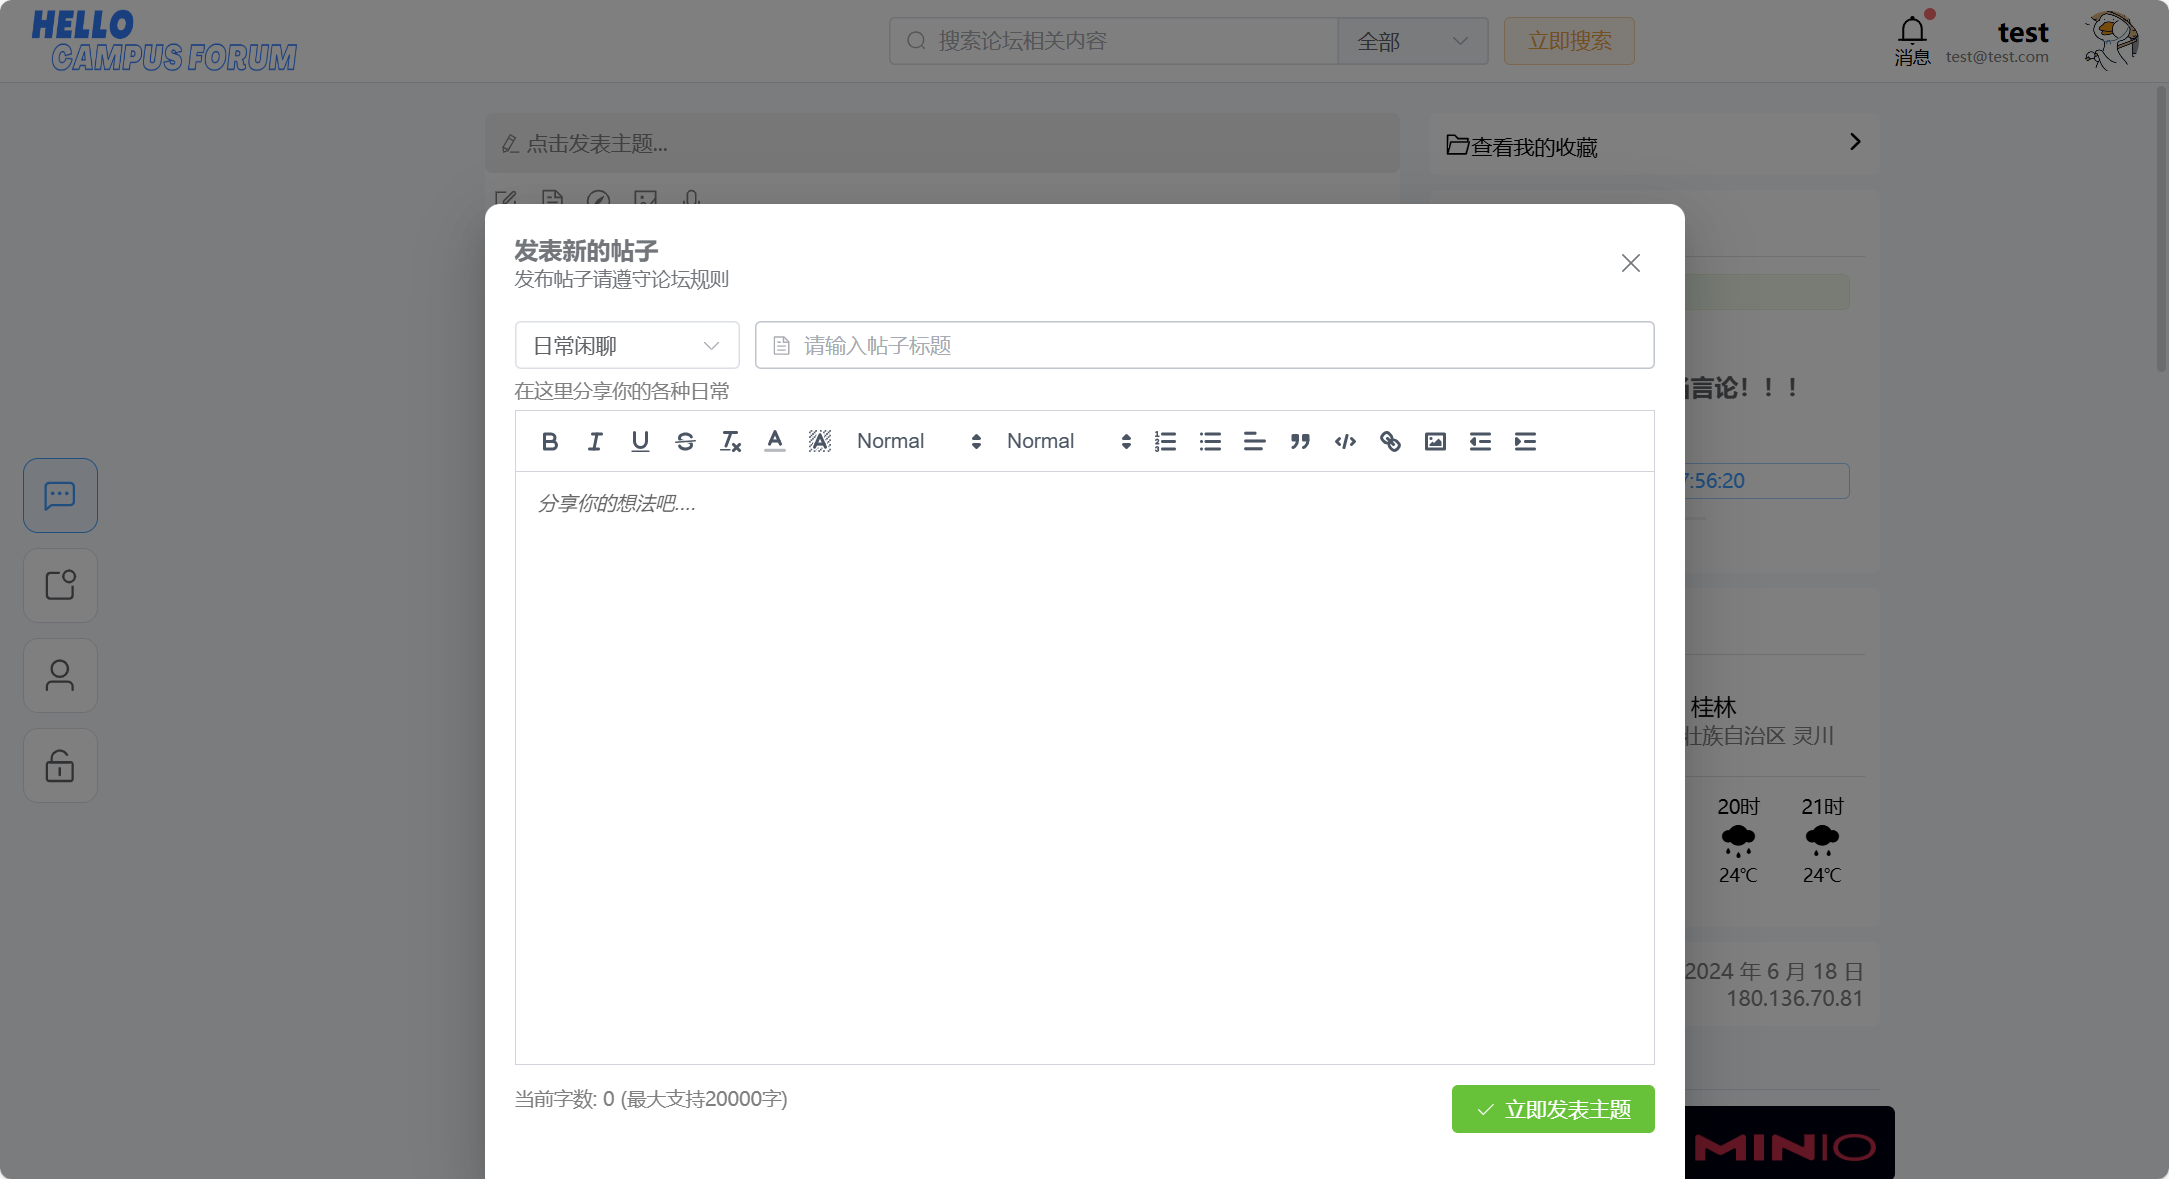 HELLO
CAMPUS FORUM
搜索论坛相关内容
全部
立即搜索
消息
test
test@test.com
点击发表主题...
查看我的收藏
发表新的帖子
发布帖子请遵守论坛规则
日常闲聊
请输入帖子标题
在这里分享你的各种日常
Normal
Normal
分享你的想法吧....
当前字数: 0 (最大支持20000字)
立即发表主题
言论！！！
:56:20
桂林
壮族自治区 灵川
20时
21时
24℃
24℃
2024 年 6 月 18 日
180.136.70.81
MINIO